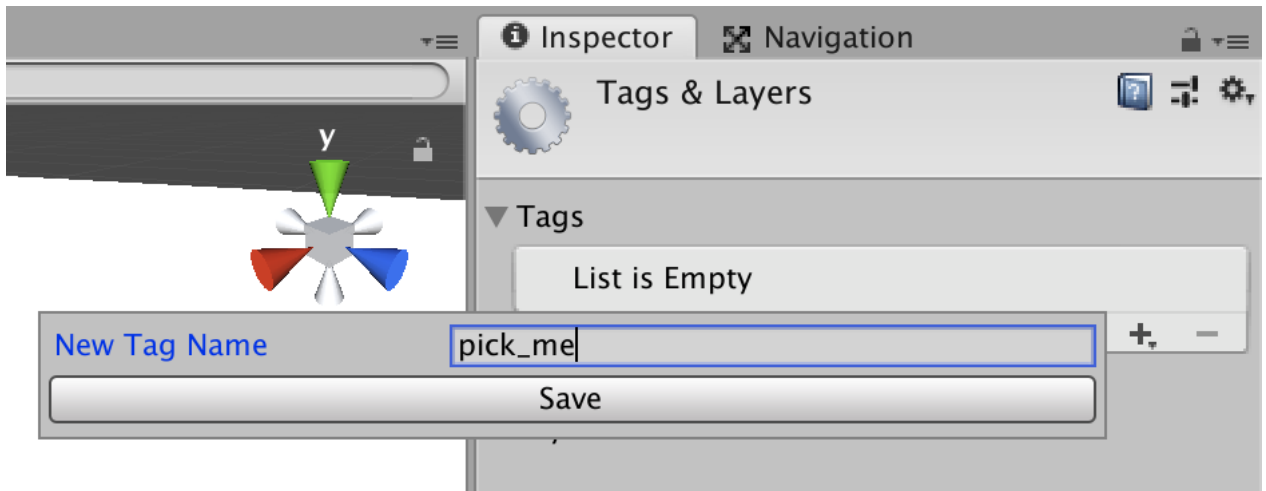 Inspector
Navigation
Tags & Layers
y
Tags
List is Empty
New Tag Name
pick_me
Save